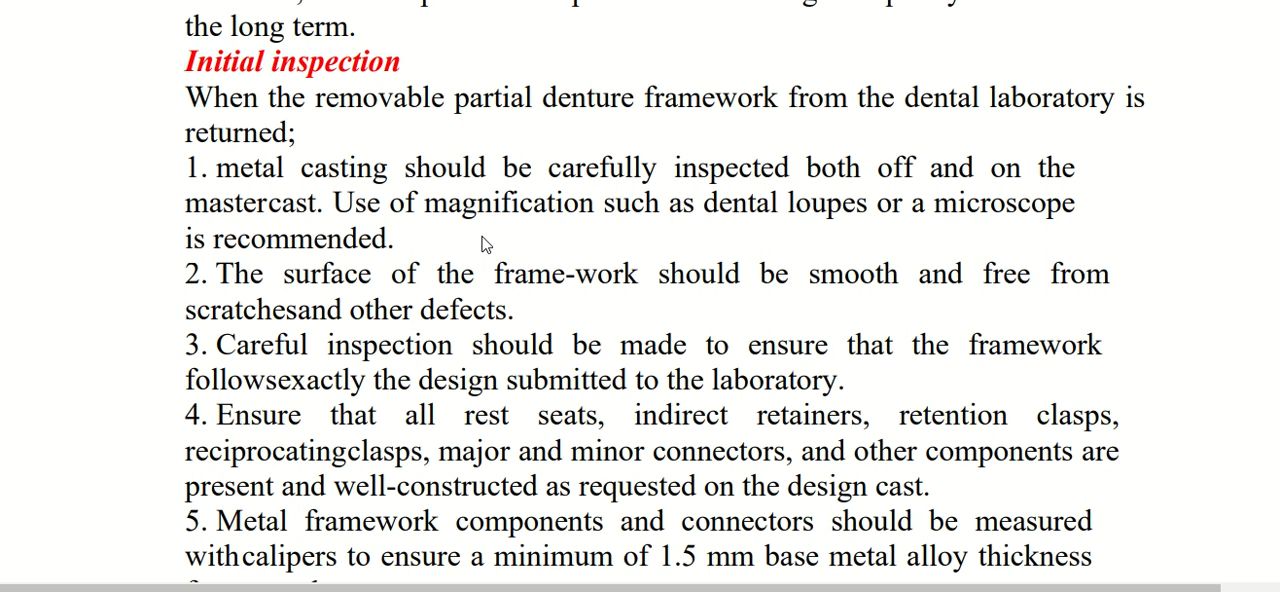 the long term.
Initial inspection
When the removable partial denture framework from the dental laboratory is
returned;
1. metal casting should be carefully inspected both off and on the
mastercast. Use of magnification such as dental loupes or a microscope
is recommended.
2. The surface of the frame-work should be smooth and free from
scratchesand other defects.
3. Careful inspection should be made to ensure that the framework
followsexactly the design submitted to the laboratory.
4. Ensure that all rest seats, indirect retainers, retention clasps,
reciprocatingclasps, major and minor connectors, and other components are
present and well-constructed as requested on the design cast.
5. Metal framework components and connectors should be measured
withcalipers to ensure a minimum of 1.5 mm base metal alloy thickness